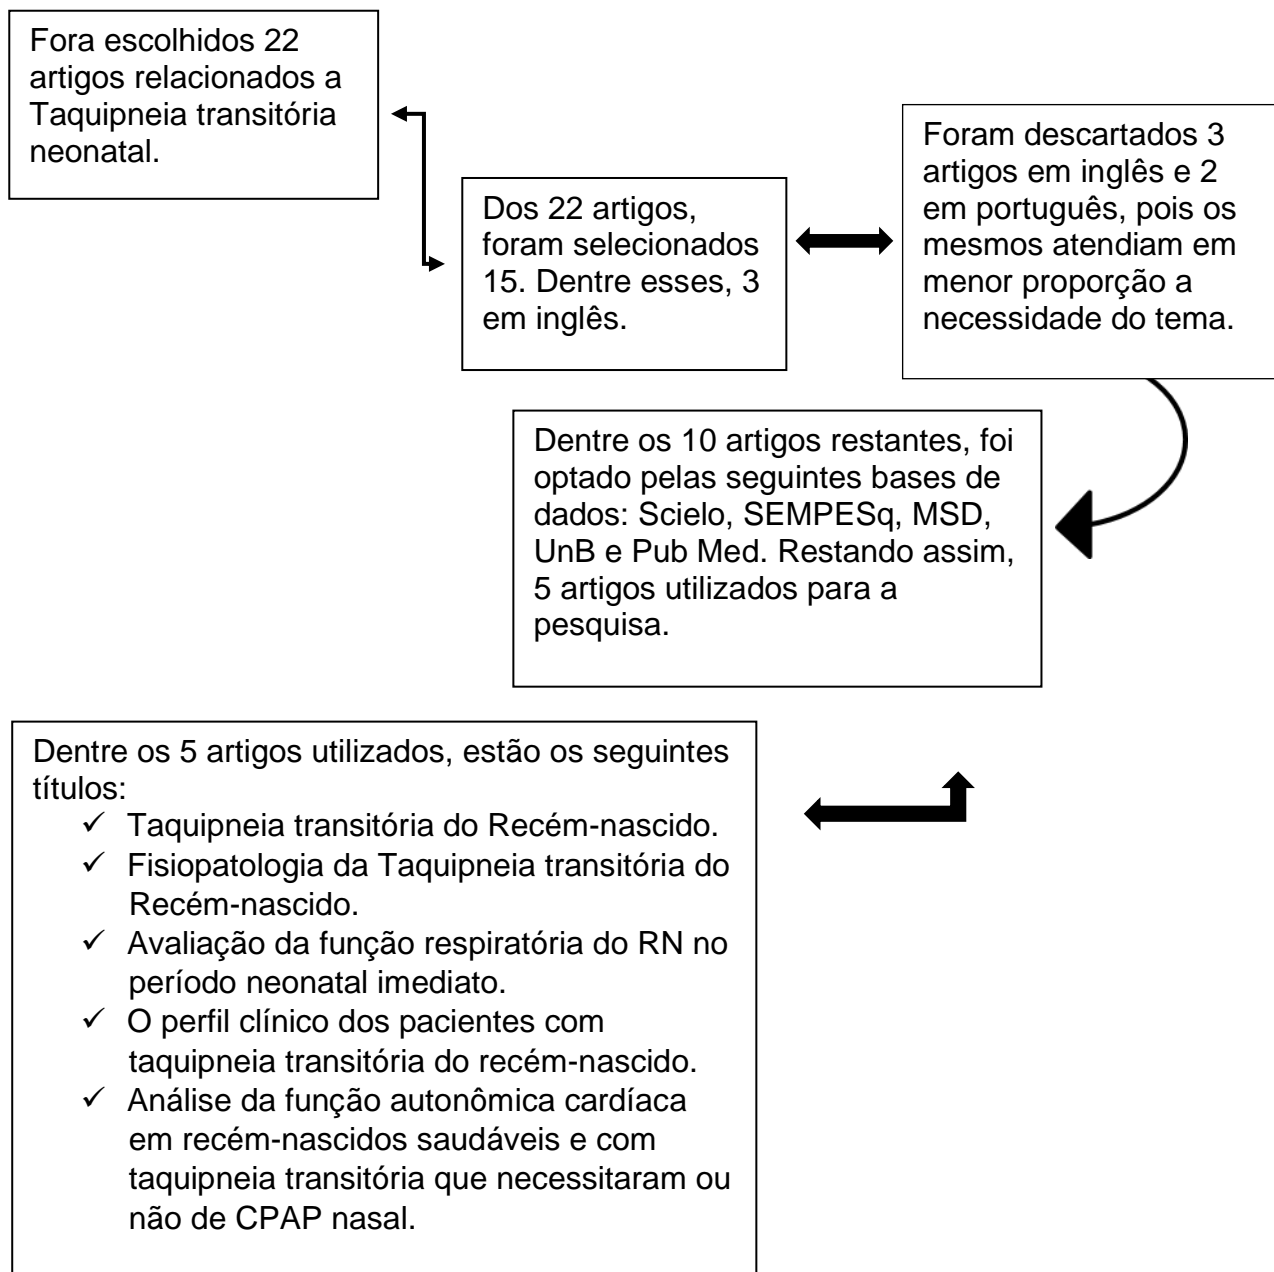 Fora escolhidos 22
artigos relacionados a
Taquipneia transitória
neonatal.
Dos 22 artigos,
foram selecionados
15. Dentre esses, 3
em inglês.
Foram descartados 3
artigos em inglês e 2
em português, pois os
mesmos atendiam em
menor proporção a
necessidade do tema.
Dentre os 10 artigos restantes, foi
optado pelas seguintes bases de
dados: Scielo, SEMPESq, MSD,
UnB e Pub Med. Restando assim,
5 artigos utilizados para a
pesquisa.
Dentre os 5 artigos utilizados, estão os seguintes
títulos:
✓ Taquipneia transitória do Recém-nascido.
✓ Fisiopatologia da Taquipneia transitória do
Recém-nascido.
✓ Avaliação da função respiratória do RN no
período neonatal imediato.
✓ O perfil clínico dos pacientes com
taquipneia transitória do recém-nascido.
✓ Análise da função autonômica cardíaca
em recém-nascidos saudáveis e com
taquipneia transitória que necessitaram ou
não de CPAP nasal.